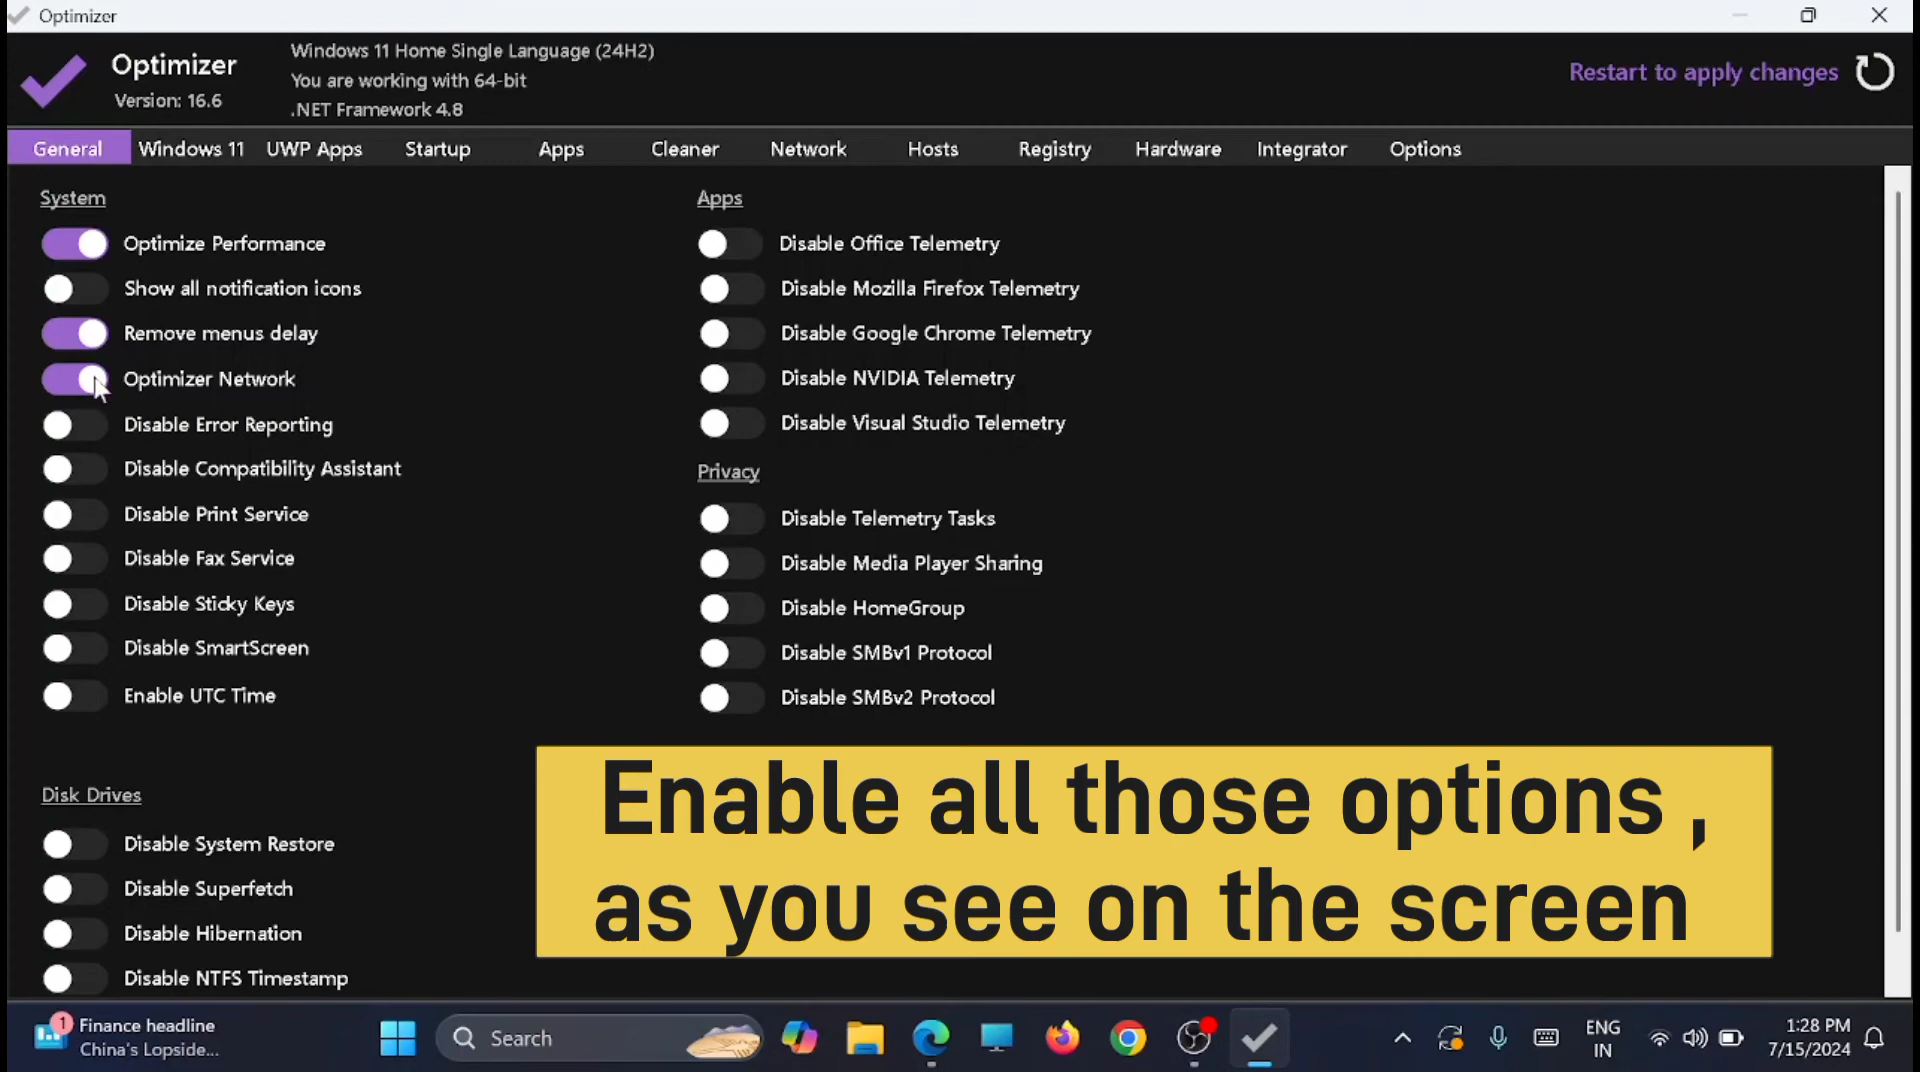 Optimizer
Optimizer
Version: 16.6
Windows 11 Home Single Language (24H2)
You are working with 64-bit
.NET Framework 4.8
Restart to apply changes
General Windows 11 UWP Apps Startup Apps Cleaner Network Hosts Registry Hardware Integrator Options
System
Optimize Performance
Show all notification icons
Remove menus delay
Optimizer Network
Disable Error Reporting
Disable Compatibility Assistant
Disable Print Service
Disable Fax Service
Disable Sticky Keys
Disable SmartScreen
Enable UTC Time
Disk Drives
Disable System Restore
Disable Superfetch
Disable Hibernation
Disable NTFS Timestamp
Apps
Disable Office Telemetry
Disable Mozilla Firefox Telemetry
Disable Google Chrome Telemetry
Disable NVIDIA Telemetry
Disable Visual Studio Telemetry
Privacy
Disable Telemetry Tasks
Disable Media Player Sharing
Disable HomeGroup
Disable SMBv1 Protocol
Disable SMBv2 Protocol
Enable all those options ,
as you see on the screen
1
Finance headline
China's Lopside...
Search
ENG
IN
1:28 PM
7/15/2024